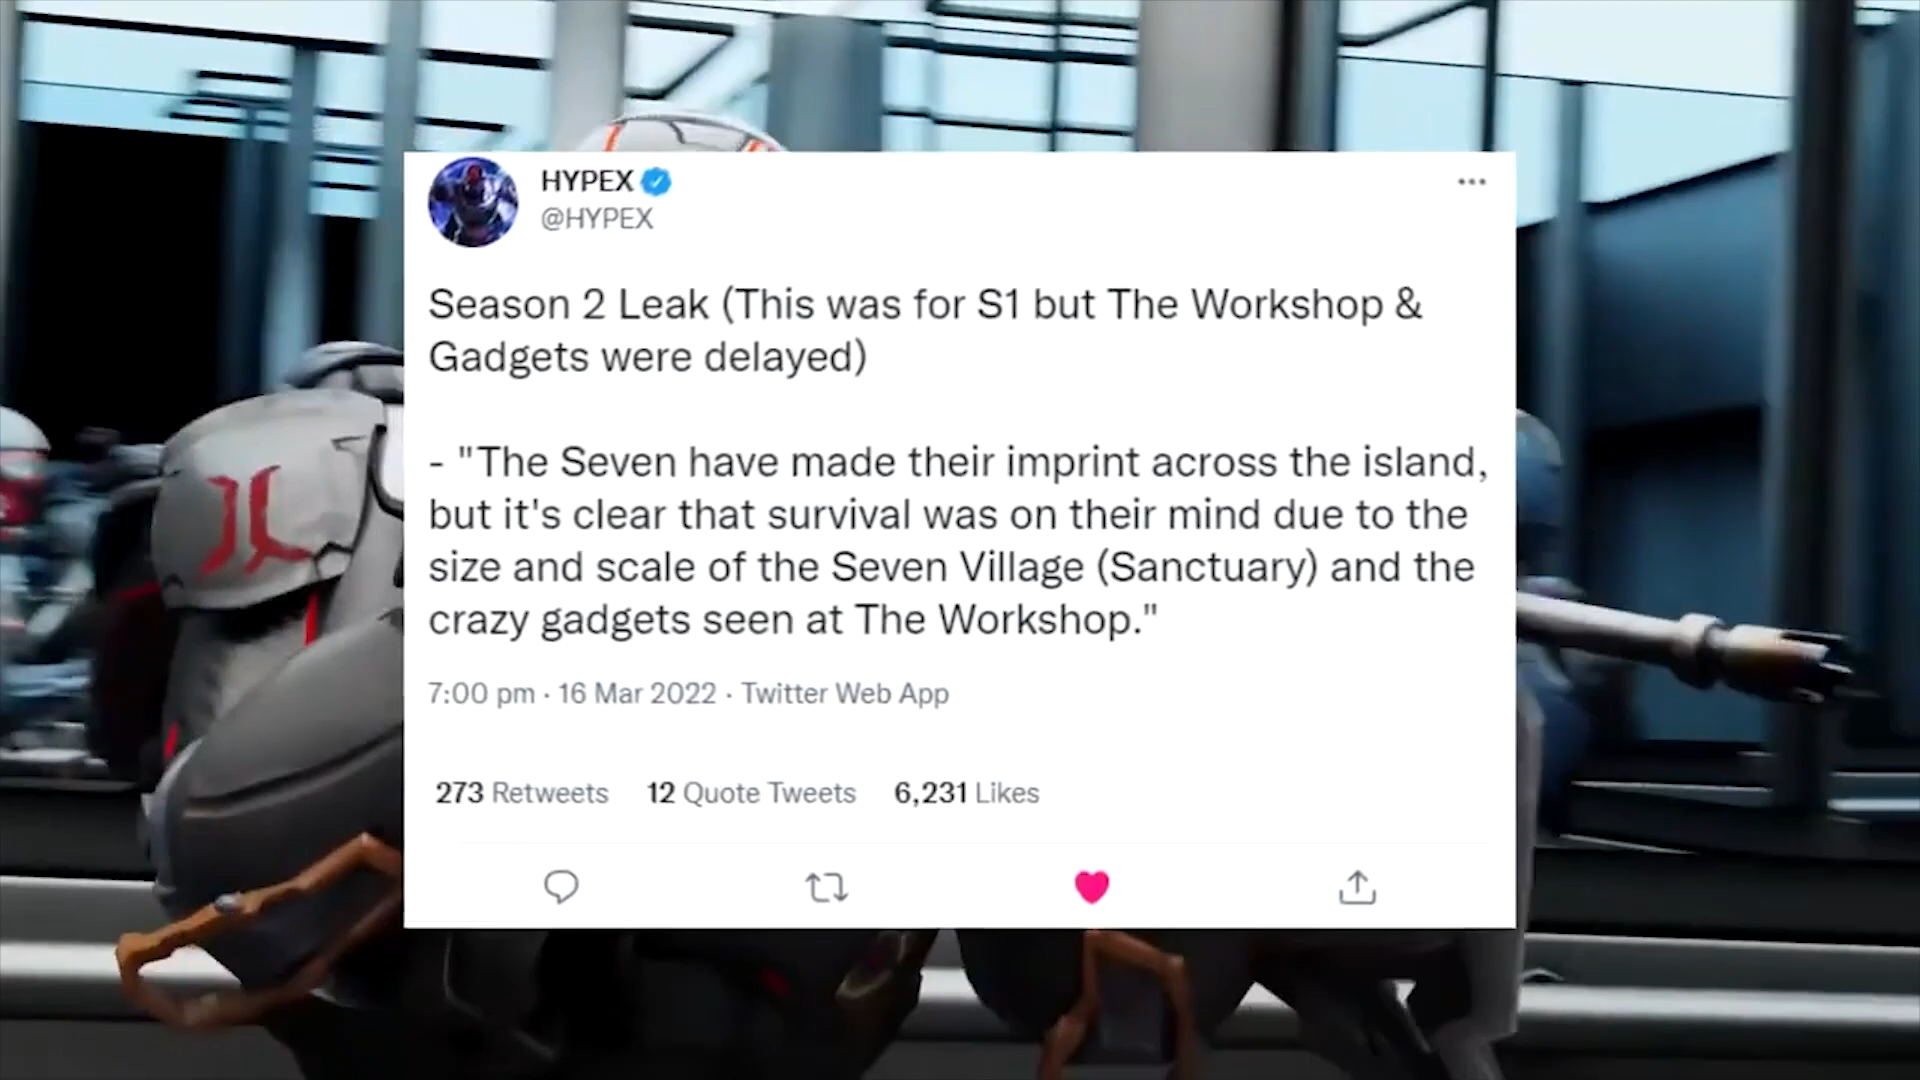 HYPEX
@HYPEX
Season 2 Leak (This was for S1 but The Workshop &
Gadgets were delayed)
- "The Seven have made their imprint across the island,
but it's clear that survival was on their mind due to the
size and scale of the Seven Village (Sanctuary) and the
crazy gadgets seen at The Workshop."
7:00 pm · 16 Mar 2022 · Twitter Web App
273 Retweets 12 Quote Tweets 6,231 Likes